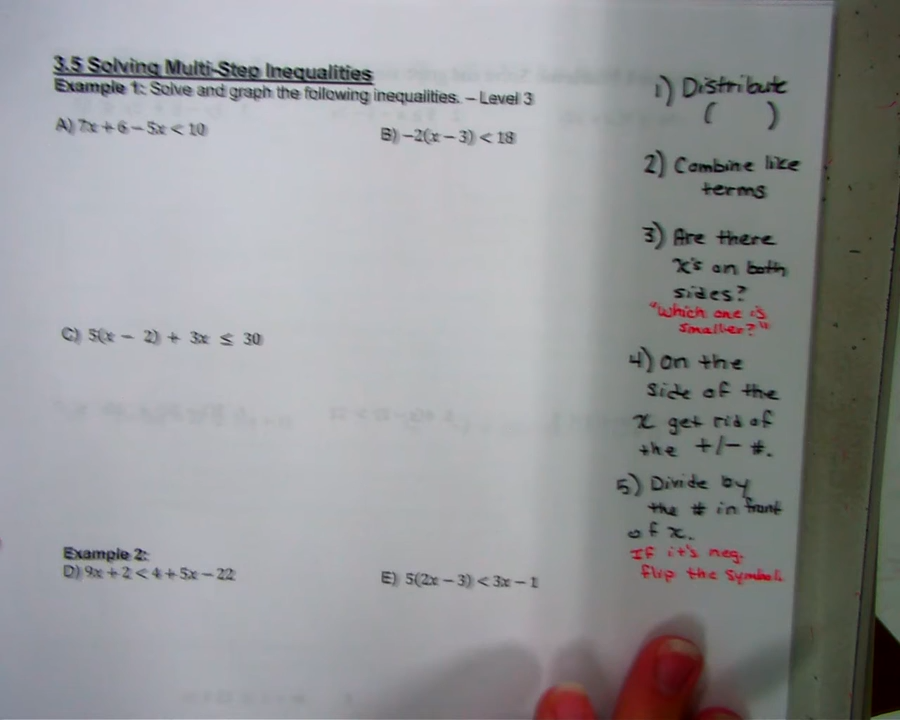 3.5 Solving Multi-Step Inequalities
Example 1: Solve and graph the following inequalities. – Level 3
A) 7x + 6 – 5x < 10
B) –2(x – 3) < 18
C) 5(x – 2) + 3x ≤ 30
Example 2:
D) 9x + 2 < 4 + 5x – 22
E) 5(2x – 3) < 3x – 1
1) Distribute
( )
2) Combine like
terms
3) Are there
x's on both
sides?
"Which one is
smaller?"
4) On the
side of the
x get rid of
the +/– #.
5) Divide by
the # in front
of x.
If it's neg.
flip the symbol.